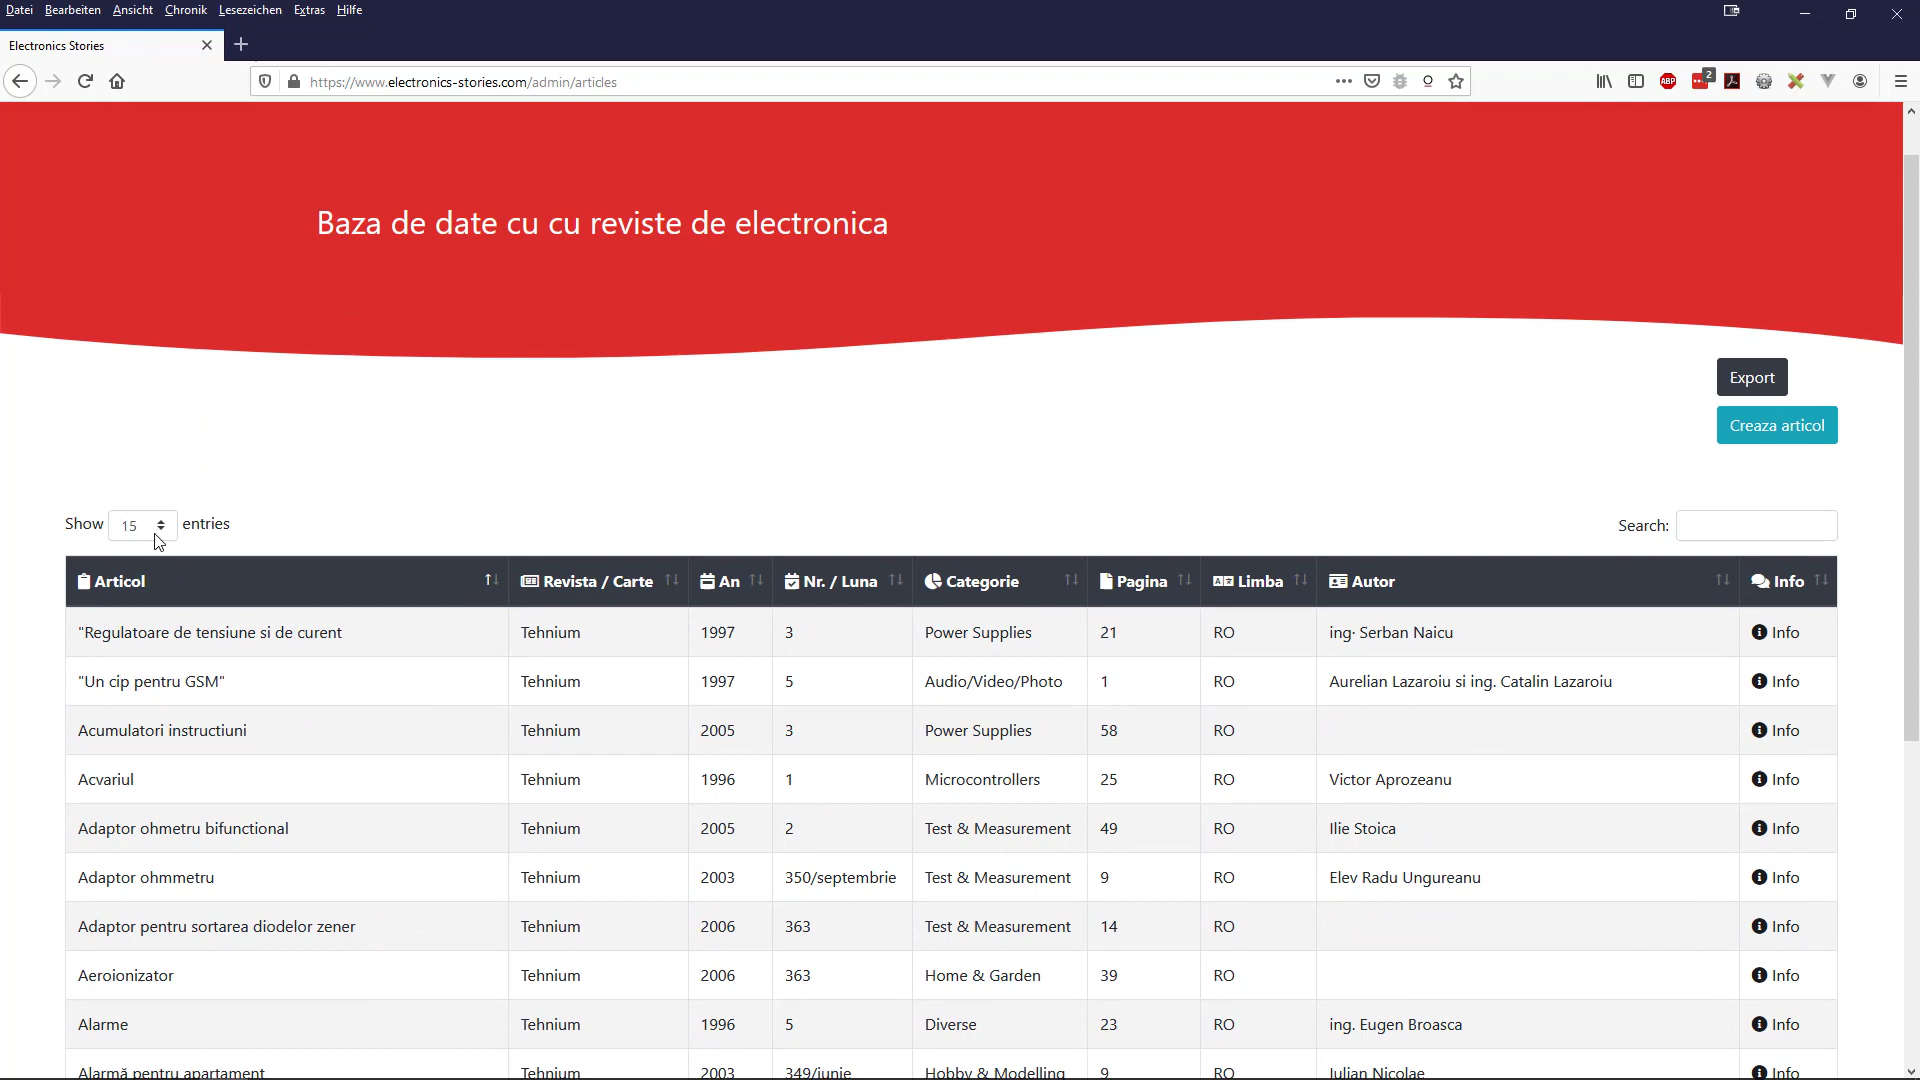 Datei Bearbeiten Ansicht Chronik Lesezeichen Extras Hilfe
Electronics Stories
https://www.electronics-stories.com/admin/articles
ABP 2
Baza de date cu cu reviste de electronica
Export
Creaza articol
Show 15 entries Search:
Articol Revista / Carte An Nr. / Luna Categorie Pagina Limba Autor Info
"Regulatoare de tensiune si de curent Tehnium 1997 3 Power Supplies 21 RO ing· Serban Naicu Info
"Un cip pentru GSM" Tehnium 1997 5 Audio/Video/Photo 1 RO Aurelian Lazaroiu si ing. Catalin Lazaroiu Info
Acumulatori instructiuni Tehnium 2005 3 Power Supplies 58 RO Info
Acvariul Tehnium 1996 1 Microcontrollers 25 RO Victor Aprozeanu Info
Adaptor ohmetru bifunctional Tehnium 2005 2 Test & Measurement 49 RO Ilie Stoica Info
Adaptor ohmmetru Tehnium 2003 350/septembrie Test & Measurement 9 RO Elev Radu Ungureanu Info
Adaptor pentru sortarea diodelor zener Tehnium 2006 363 Test & Measurement 14 RO Info
Aeroionizator Tehnium 2006 363 Home & Garden 39 RO Info
Alarme Tehnium 1996 5 Diverse 23 RO ing. Eugen Broasca Info
Alarmă pentru apartament Tehnium 2003 349/iunie Hobby & Modelling 9 RO Iulian Nicolae Info